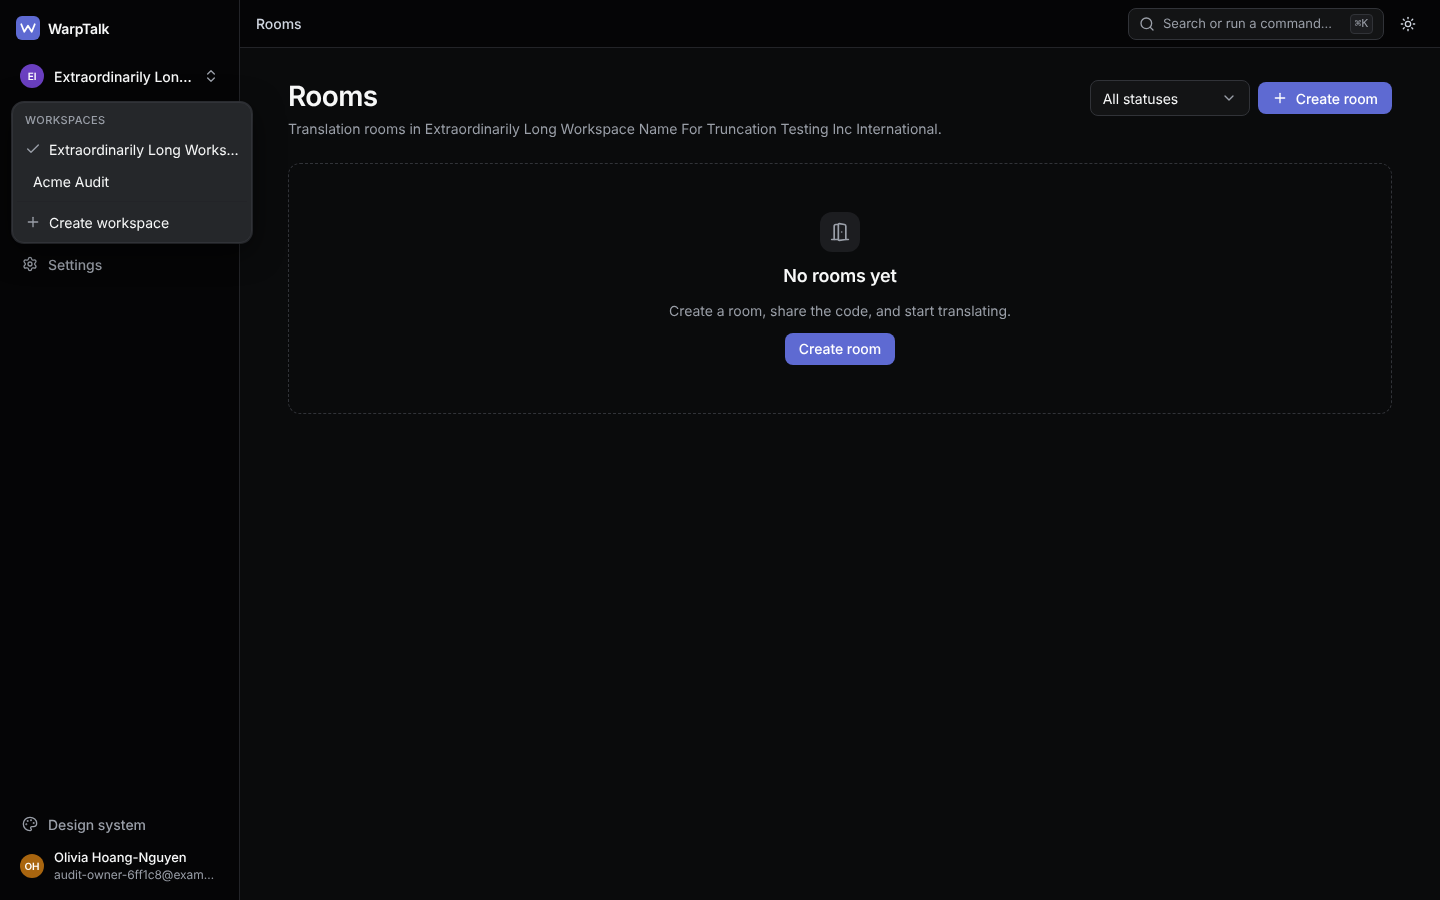 WarpTalk
Rooms
Search or run a command...
⌘K
EI
Extraordinarily Lon...
WORKSPACES
Extraordinarily Long Works...
Acme Audit
Create workspace
Settings
Rooms
Translation rooms in Extraordinarily Long Workspace Name For Truncation Testing Inc International.
All statuses
Create room
No rooms yet
Create a room, share the code, and start translating.
Create room
Design system
OH
Olivia Hoang-Nguyen
audit-owner-6ff1c8@exam...